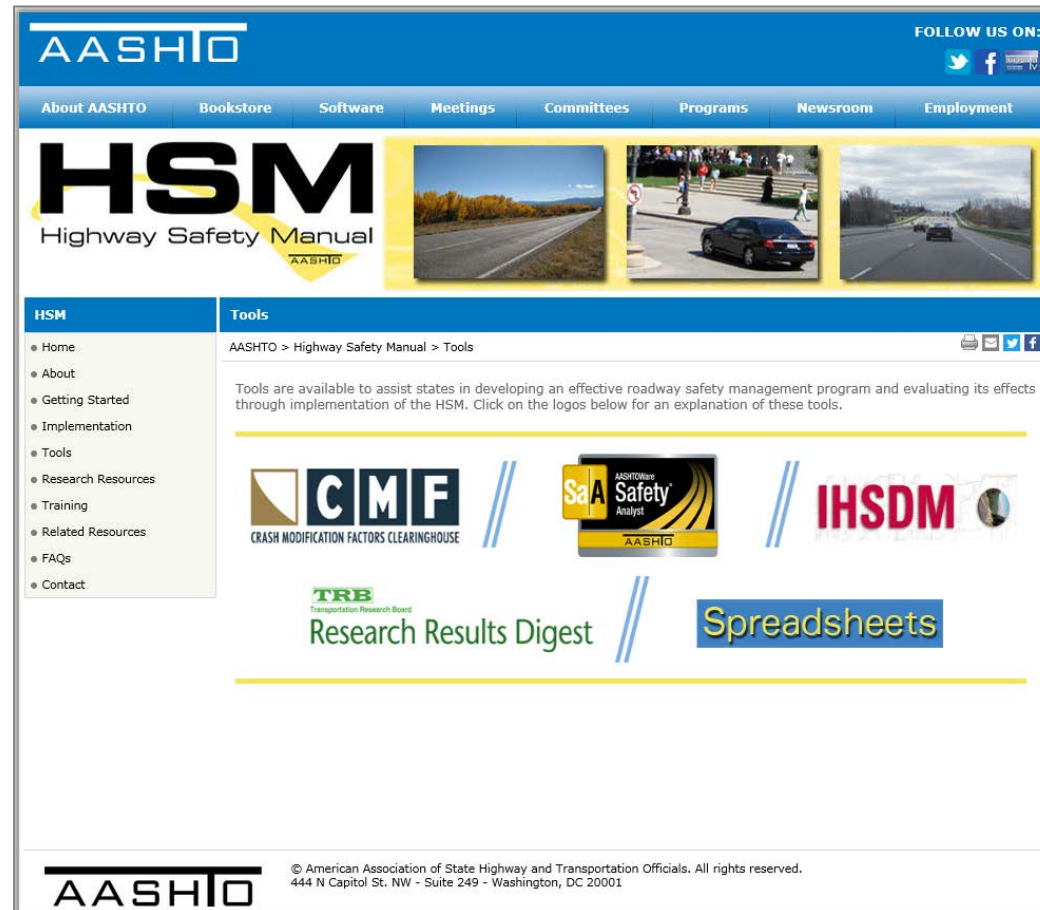 AASHTO
FOLLOW US ON:
About AASHTO Bookstore Software Meetings Committees Programs Newsroom Employment
HSM
Highway Safety Manual
AASHTO
HSM
Home
About
Getting Started
Implementation
Tools
Research Resources
Training
Related Resources
FAQs
Contact
Tools
AASHTO > Highway Safety Manual > Tools
Tools are available to assist states in developing an effective roadway safety management program and evaluating its effects
through implementation of the HSM. Click on the logos below for an explanation of these tools.
CMF
CRASH MODIFICATION FACTORS CLEARINGHOUSE
SaA
AASHTOWare
Safety
Analyst
AASHTO
IHSDM
TRB
Transportation Research Board
Research Results Digest
Spreadsheets
AASHTO
© American Association of State Highway and Transportation Officials. All rights reserved.
444 N Capitol St. NW - Suite 249 - Washington, DC 20001